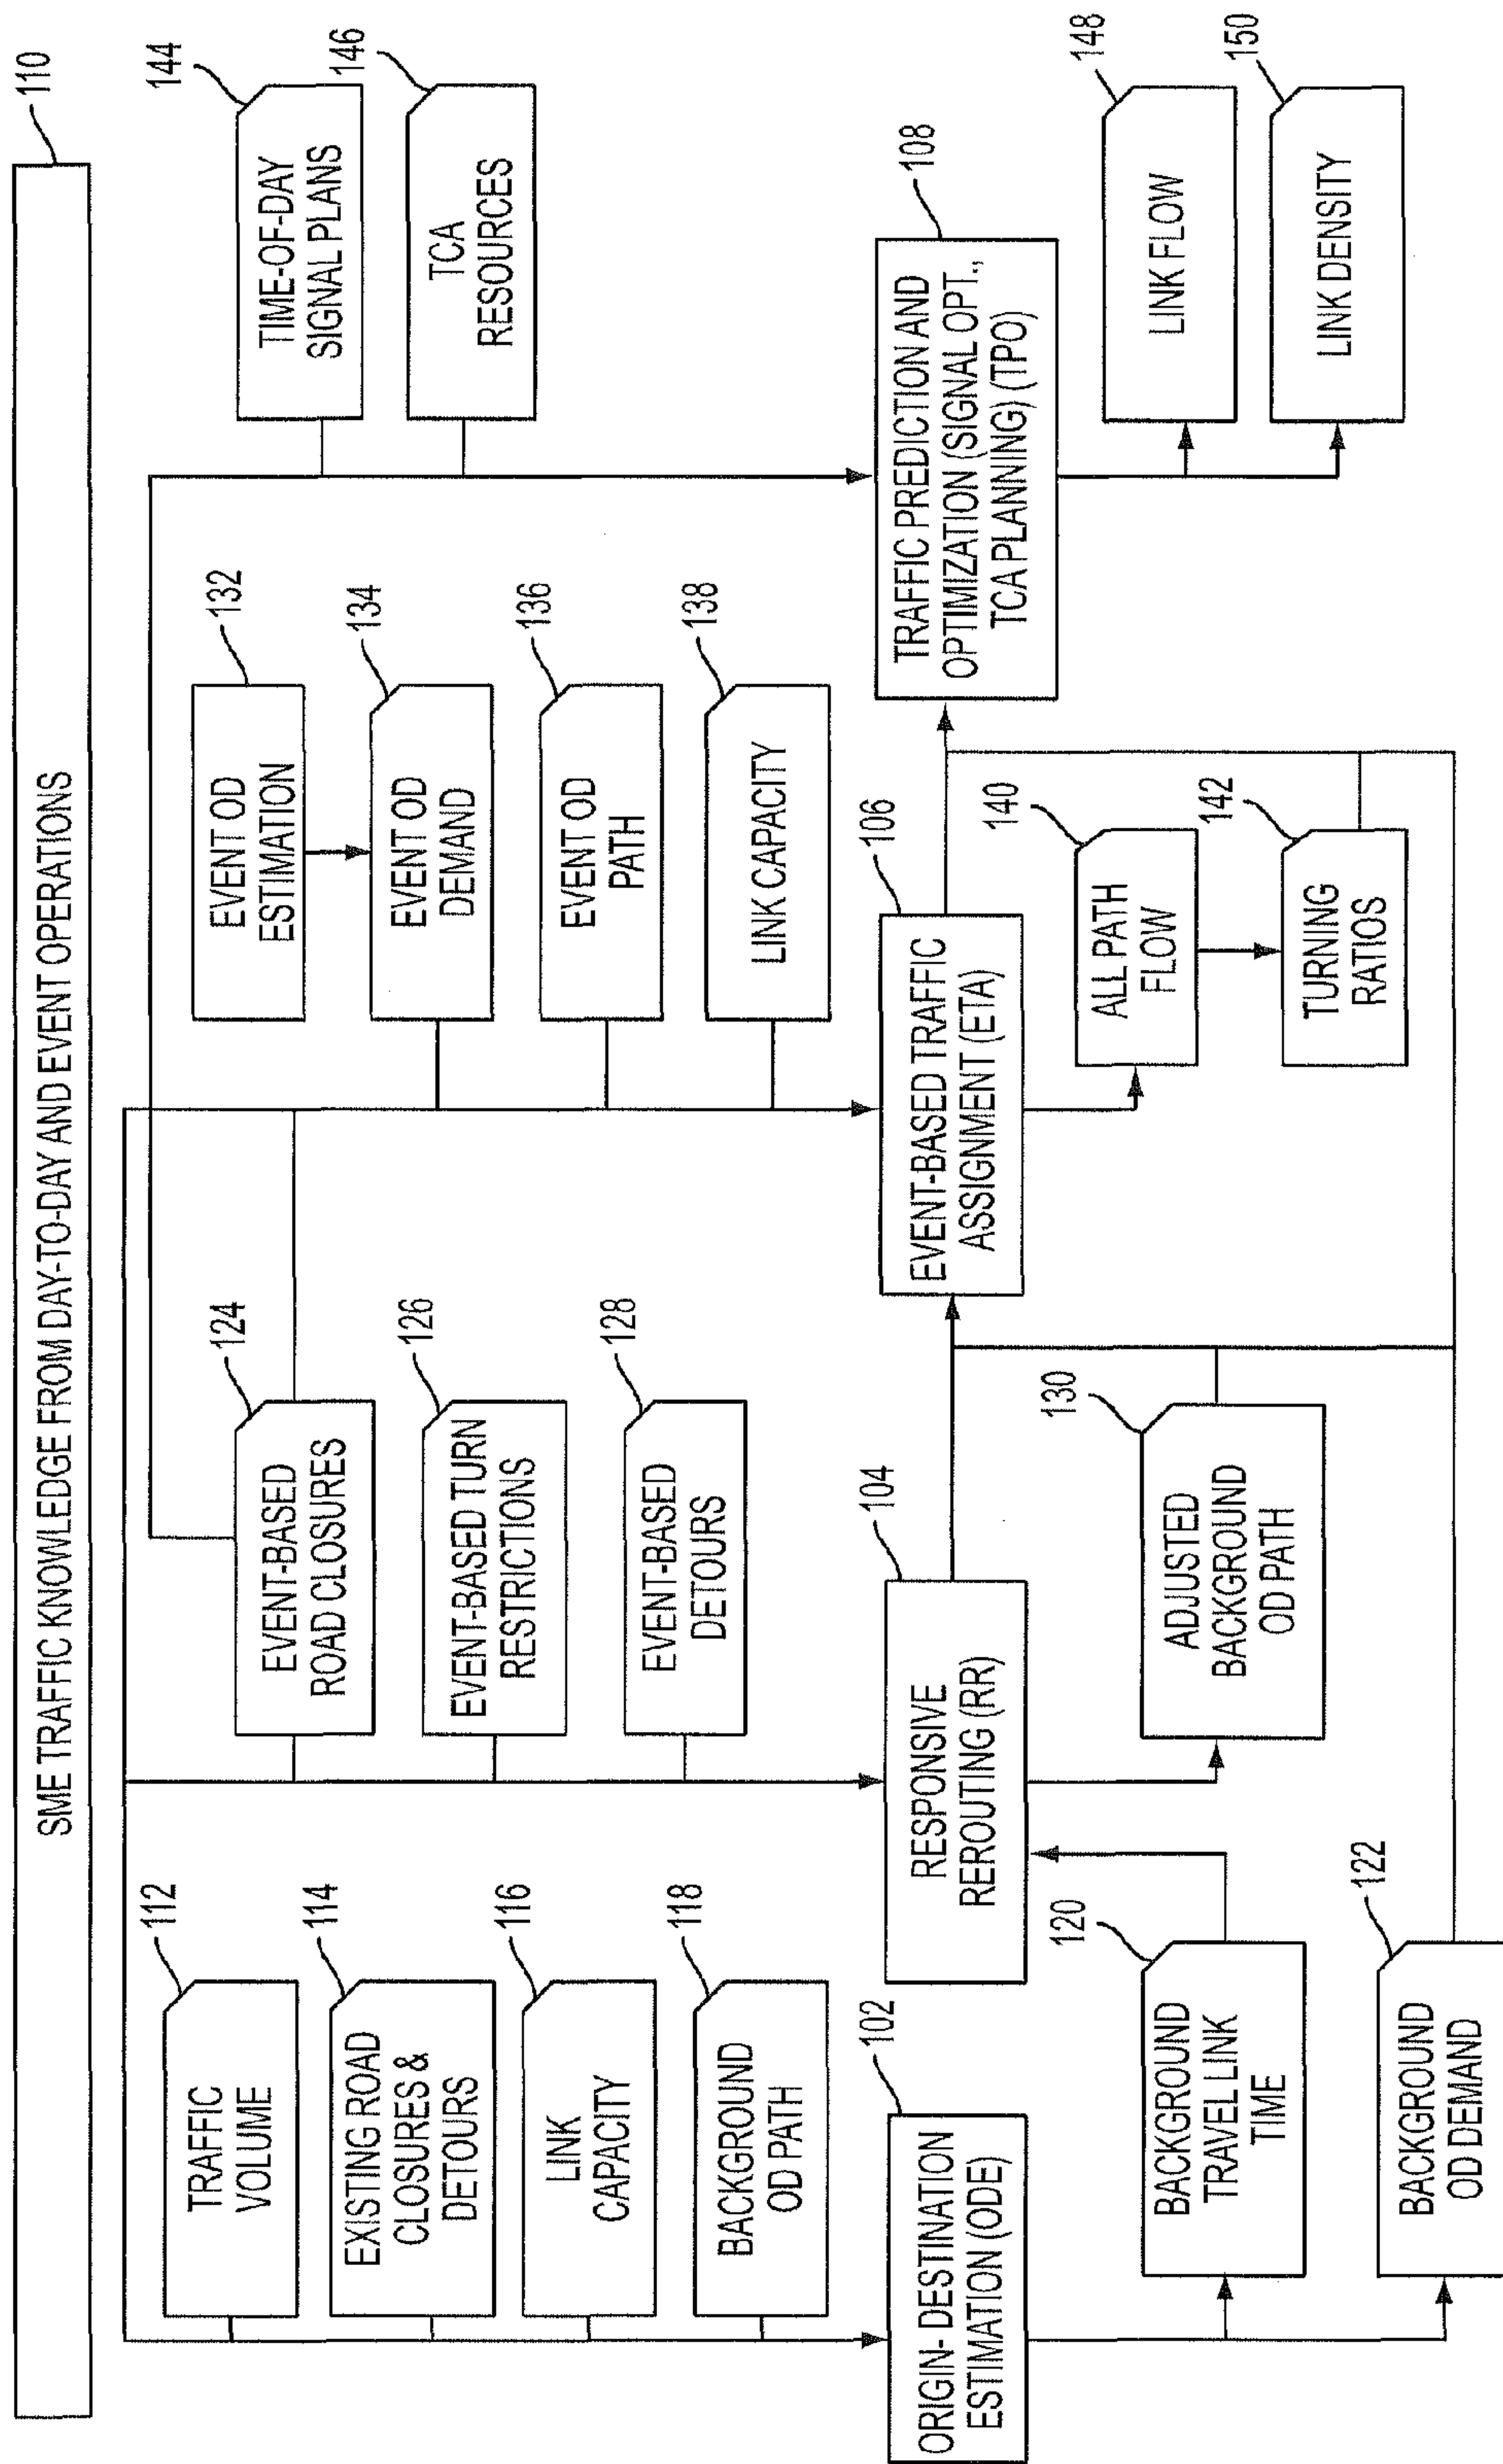 SME TRAFFIC KNOWLEDGE FROM DAY-TO-DAY AND EVENT OPERATIONS
110
TRAFFIC
VOLUME
112
EXISTING ROAD
CLOSURES &
DETOURS
114
LINK
CAPACITY
116
BACKGROUND
OD PATH
118
ORIGIN- DESTINATION
ESTIMATION (ODE)
102
BACKGROUND
TRAVEL LINK
TIME
120
BACKGROUND
OD DEMAND
122
EVENT-BASED
ROAD CLOSURES
124
EVENT-BASED TURN
RESTRICTIONS
126
EVENT-BASED
DETOURS
128
RESPONSIVE
REROUTING (RR)
104
ADJUSTED
BACKGROUND
OD PATH
130
EVENT OD
ESTIMATION
132
EVENT OD
DEMAND
134
EVENT OD
PATH
136
LINK CAPACITY
138
EVENT-BASED TRAFFIC
ASSIGNMENT (ETA)
106
ALL PATH
FLOW
140
TURNING
RATIOS
142
TIME-OF-DAY
SIGNAL PLANS
144
TCA
RESOURCES
146
TRAFFIC PREDICTION AND
OPTIMIZATION (SIGNAL OPT.,
TCA PLANNING) (TPO)
108
LINK FLOW
148
LINK DENSITY
150